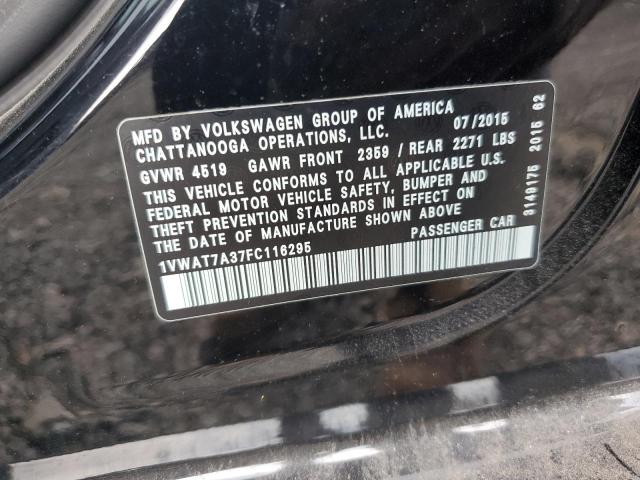 MFD BY VOLKSWAGEN GROUP OF AMERICA
CHATTANOOGA OPERATIONS, LLC. 07/2015
GVWR 4519 GAWR FRONT 2359 / REAR 2271 LBS
THIS VEHICLE CONFORMS TO ALL APPLICABLE U.S.
FEDERAL MOTOR VEHICLE SAFETY, BUMPER AND
THEFT PREVENTION STANDARDS IN EFFECT ON
THE DATE OF MANUFACTURE SHOWN ABOVE
1VWAT7A37FC116295 PASSENGER CAR
3149175 2015 62